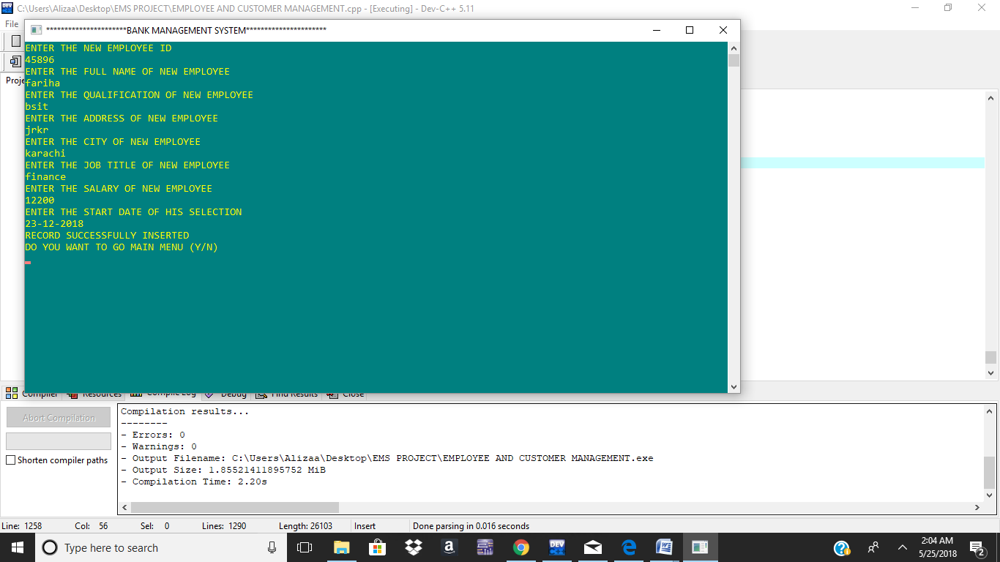 C:\Users\Alizaa\Desktop\EMS PROJECT\EMPLOYEE AND CUSTOMER MANAGEMENT.cpp - [Executing] - Dev-C++ 5.11
File
**********************BANK MANAGEMENT SYSTEM**********************
Proje
ENTER THE NEW EMPLOYEE ID
45896
ENTER THE FULL NAME OF NEW EMPLOYEE
fariha
ENTER THE QUALIFICATION OF NEW EMPLOYEE
bsit
ENTER THE ADDRESS OF NEW EMPLOYEE
jrkr
ENTER THE CITY OF NEW EMPLOYEE
karachi
ENTER THE JOB TITLE OF NEW EMPLOYEE
finance
ENTER THE SALARY OF NEW EMPLOYEE
12200
ENTER THE START DATE OF HIS SELECTION
23-12-2018
RECORD SUCCESSFULLY INSERTED
DO YOU WANT TO GO MAIN MENU (Y/N)
Compiler Resources Compile Log Debug Find Results Close
Abort Compilation
Shorten compiler paths
Compilation results...
--------
- Errors: 0
- Warnings: 0
- Output Filename: C:\Users\Alizaa\Desktop\EMS PROJECT\EMPLOYEE AND CUSTOMER MANAGEMENT.exe
- Output Size: 1.85521411895752 MiB
- Compilation Time: 2.20s
Line: 1258 Col: 56 Sel: 0 Lines: 1290 Length: 26103 Insert Done parsing in 0.016 seconds
Type here to search
DEV
2:04 AM
5/25/2018
2